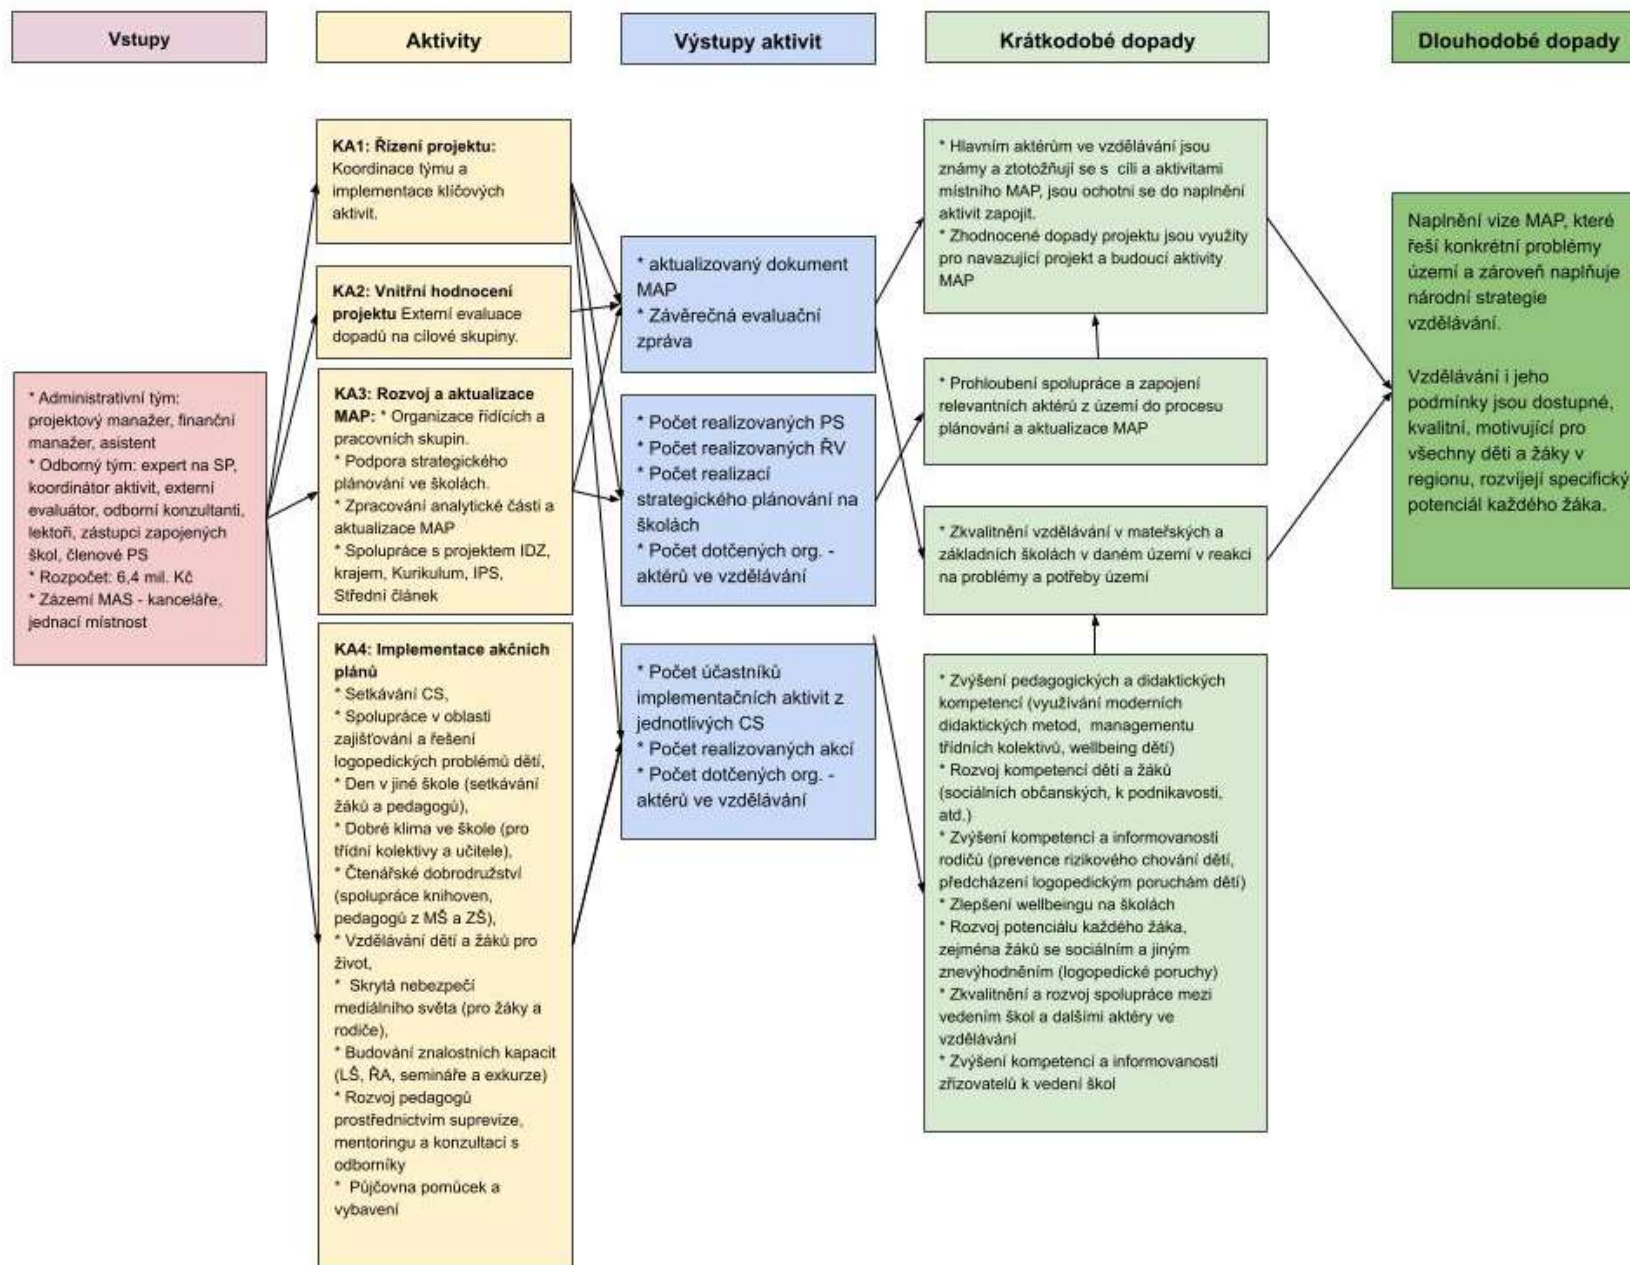 Vstupy
Aktivity
Výstupy aktivit
Krátkodobé dopady
Dlouhodobé dopady
* Administrativní tým:
projektový manažer, finanční
manažer, asistent
* Odborný tým: expert na SP,
koordinátor aktivit, externí
evaluátor, odborní konzultanti,
lektoři, zástupci zapojených
škol, členové PS
* Rozpočet: 6,4 mil. Kč
* Zázemí MAS - kanceláře,
jednací místnost
KA1: Řízení projektu:
Koordinace týmu a
implementace klíčových
aktivit.
KA2: Vnitřní hodnocení
projektu Externí evaluace
dopadů na cílové skupiny.
KA3: Rozvoj a aktualizace
MAP: * Organizace řídících a
pracovních skupin.
* Podpora strategického
plánování ve školách.
* Zpracování analytické části a
aktualizace MAP
* Spolupráce s projektem IDZ,
krajem, Kurikulum, IPS,
Střední článek
KA4: Implementace akčních
plánů
* Setkávání CS,
* Spolupráce v oblasti
zajišťování a řešení
logopedických problémů dětí,
* Den v jiné škole (setkávání
žáků a pedagogů),
* Dobré klima ve škole (pro
třídní kolektivy a učitele),
* Čtenářské dobrodružství
(spolupráce knihoven,
pedagogů z MŠ a ZŠ),
* Vzdělávání dětí a žáků pro
život,
* Skrytá nebezpečí
mediálního světa (pro žáky a
rodiče),
* Budování znalostních kapacit
(LŠ, ŘA, semináře a exkurze)
* Rozvoj pedagogů
prostřednictvím suprevize,
mentoringu a konzultací s
odborníky
* Půjčovna pomůcek a
vybavení
* aktualizovaný dokument
MAP
* Závěrečná evaluační
zpráva
* Počet realizovaných PS
* Počet realizovaných ŘV
* Počet realizací
strategického plánování na
školách
* Počet dotčených org. -
aktérů ve vzdělávání
* Počet účastníků
implementačních aktivit z
jednotlivých CS
* Počet realizovaných akcí
* Počet dotčených org. -
aktérů ve vzdělávání
* Hlavním aktérům ve vzdělávání jsou
známy a ztotožňují se s cíli a aktivitami
místního MAP, jsou ochotni se do naplnění
aktivit zapojit.
* Zhodnocené dopady projektu jsou využity
pro navazující projekt a budoucí aktivity
MAP
* Prohloubení spolupráce a zapojení
relevantních aktérů z území do procesu
plánování a aktualizace MAP
* Zkvalitnění vzdělávání v mateřských a
základních školách v daném území v reakci
na problémy a potřeby území
* Zvýšení pedagogických a didaktických
kompetencí (využívání moderních
didaktických metod, managementu
třídních kolektivů, wellbeing dětí)
* Rozvoj kompetencí dětí a žáků
(sociálních občanských, k podnikavosti,
atd.)
* Zvýšení kompetencí a informovanosti
rodičů (prevence rizikového chování dětí,
předcházení logopedickým poruchám dětí)
* Zlepšení wellbeingu na školách
* Rozvoj potenciálu každého žáka,
zejména žáků se sociálním a jiným
znevýhodněním (logopedické poruchy)
* Zkvalitnění a rozvoj spolupráce mezi
vedením škol a dalšími aktéry ve
vzdělávání
* Zvýšení kompetencí a informovanosti
zřizovatelů k vedení škol
Naplnění vize MAP, které
řeší konkrétní problémy
území a zároveň naplňuje
národní strategie
vzdělávání.
Vzdělávání i jeho
podmínky jsou dostupné,
kvalitní, motivující pro
všechny děti a žáky v
regionu, rozvíjejí specifický
potenciál každého žáka.